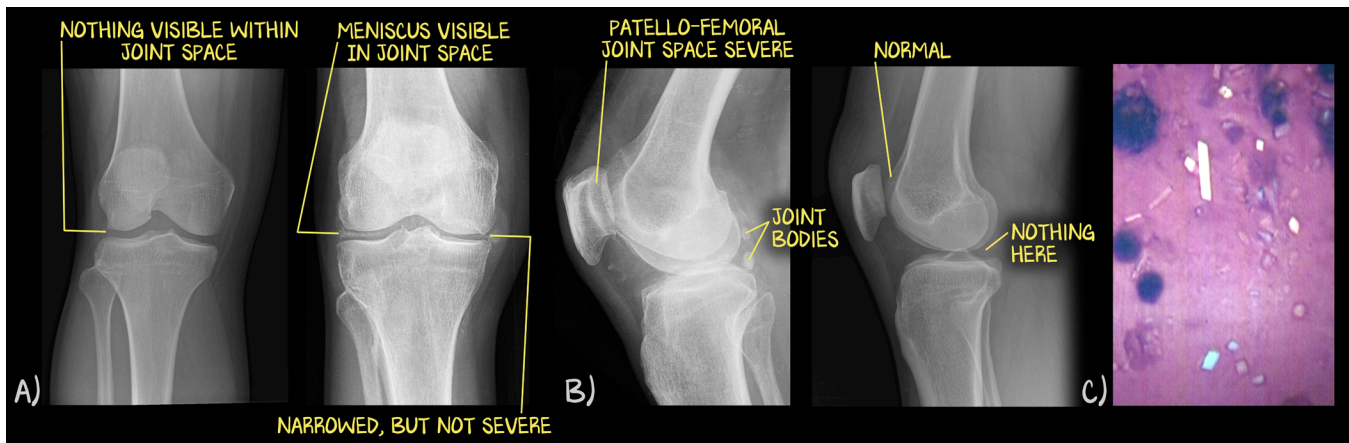 NOTHING VISIBLE WITHIN
JOINT SPACE
MENISCUS VISIBLE
IN JOINT SPACE
NARROWED, BUT NOT SEVERE
A)
PATELLO-FEMORAL
JOINT SPACE SEVERE
JOINT
BODIES
B)
NORMAL
NOTHING
HERE
C)